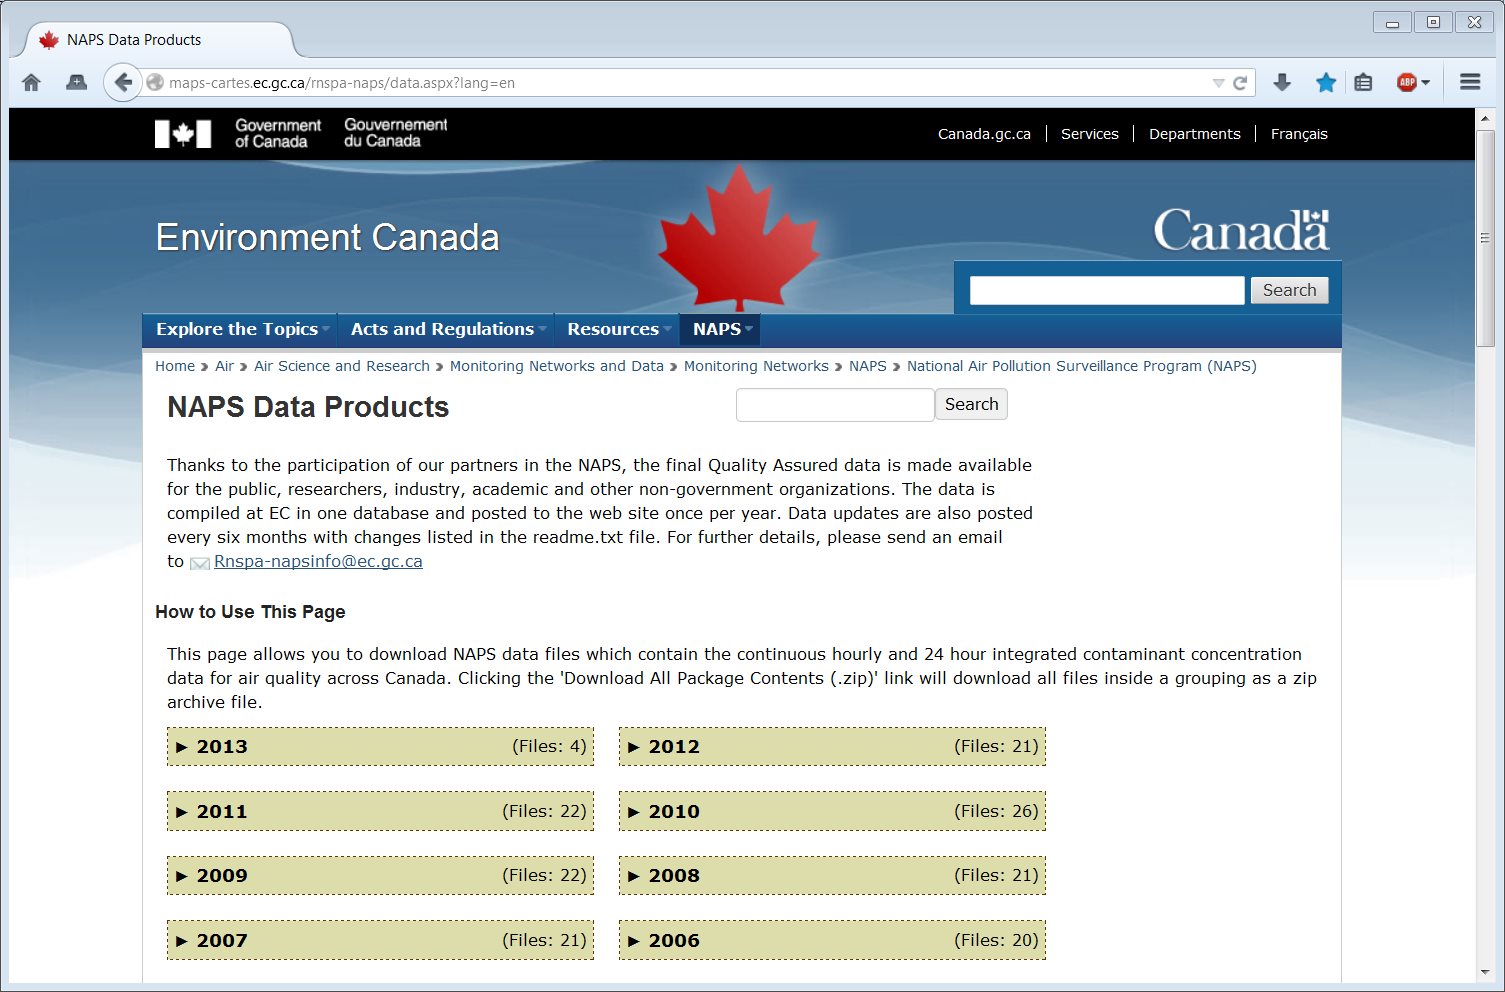 NAPS Data Products
maps-cartes.ec.gc.ca/rnspa-naps/data.aspx?lang=en
ABP
Government of Canada
Gouvernement du Canada
Canada.gc.ca
Services
Departments
Français
Environment Canada
Canada
Search
Explore the Topics
Acts and Regulations
Resources
NAPS
Home › Air › Air Science and Research › Monitoring Networks and Data › Monitoring Networks › NAPS › National Air Pollution Surveillance Program (NAPS)
NAPS Data Products
Search
Thanks to the participation of our partners in the NAPS, the final Quality Assured data is made available
for the public, researchers, industry, academic and other non-government organizations. The data is
compiled at EC in one database and posted to the web site once per year. Data updates are also posted
every six months with changes listed in the readme.txt file. For further details, please send an email
to Rnspa-napsinfo@ec.gc.ca
How to Use This Page
This page allows you to download NAPS data files which contain the continuous hourly and 24 hour integrated contaminant concentration
data for air quality across Canada. Clicking the 'Download All Package Contents (.zip)' link will download all files inside a grouping as a zip
archive file.
► 2013 (Files: 4)
► 2012 (Files: 21)
► 2011 (Files: 22)
► 2010 (Files: 26)
► 2009 (Files: 22)
► 2008 (Files: 21)
► 2007 (Files: 21)
► 2006 (Files: 20)